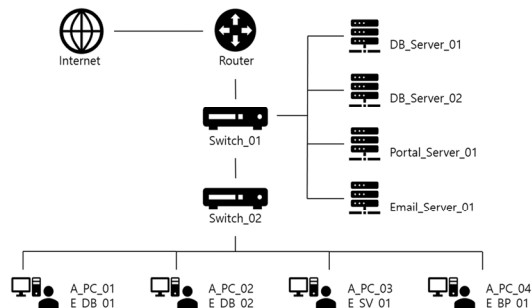 Internet
Router
DB_Server_01
DB_Server_02
Switch_01
Portal_Server_01
Email_Server_01
Switch_02
A_PC_01
E_DB_01
A_PC_02
E_DB_02
A_PC_03
E_SV_01
A_PC_04
E_BP_01